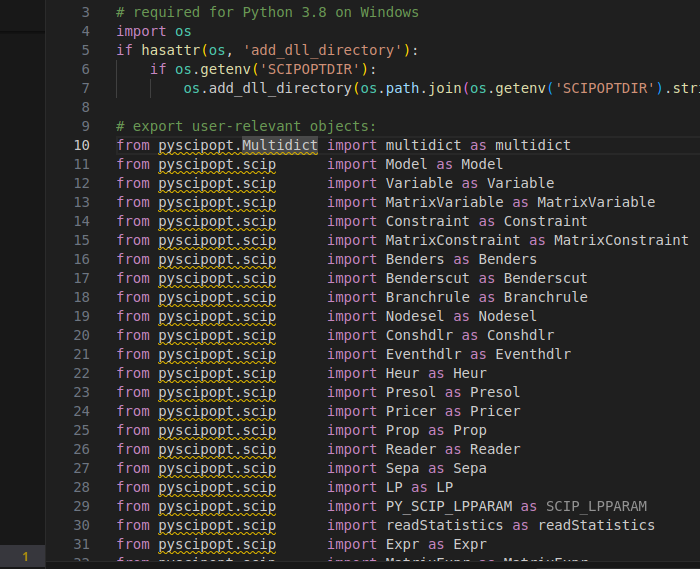 3 # required for Python 3.8 on Windows
4 import os
5 if hasattr(os, 'add_dll_directory'):
6 if os.getenv('SCIPOPTDIR'):
7 os.add_dll_directory(os.path.join(os.getenv('SCIPOPTDIR').stri
8
9 # export user-relevant objects:
10 from pyscipopt.Multidict import multidict as multidict
11 from pyscipopt.scip import Model as Model
12 from pyscipopt.scip import Variable as Variable
13 from pyscipopt.scip import MatrixVariable as MatrixVariable
14 from pyscipopt.scip import Constraint as Constraint
15 from pyscipopt.scip import MatrixConstraint as MatrixConstraint
16 from pyscipopt.scip import Benders as Benders
17 from pyscipopt.scip import Benderscut as Benderscut
18 from pyscipopt.scip import Branchrule as Branchrule
19 from pyscipopt.scip import Nodesel as Nodesel
20 from pyscipopt.scip import Conshdlr as Conshdlr
21 from pyscipopt.scip import Eventhdlr as Eventhdlr
22 from pyscipopt.scip import Heur as Heur
23 from pyscipopt.scip import Presol as Presol
24 from pyscipopt.scip import Pricer as Pricer
25 from pyscipopt.scip import Prop as Prop
26 from pyscipopt.scip import Reader as Reader
27 from pyscipopt.scip import Sepa as Sepa
28 from pyscipopt.scip import LP as LP
29 from pyscipopt.scip import PY_SCIP_LPPARAM as SCIP_LPPARAM
30 from pyscipopt.scip import readStatistics as readStatistics
1 31 from pyscipopt.scip import Expr as Expr
32 from pyscipopt.scip import MatrixExpr as MatrixExpr